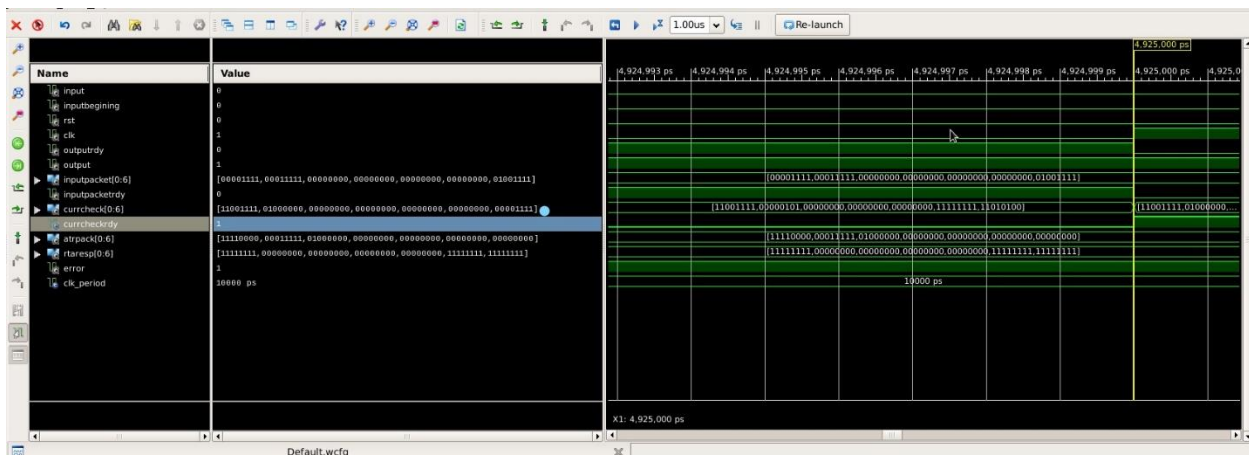 1.00us
Re-launch
4,925,000 ps
Name Value
4,924,993 ps 4,924,994 ps 4,924,995 ps 4,924,996 ps 4,924,997 ps 4,924,998 ps 4,924,999 ps 4,925,000 ps 4,925,0
input 0
inputbegining 0
rst 0
clk 1
outputrdy 0
output 1
inputpacket[0:6] [00001111,00011111,00000000,00000000,00000000,00000000,01001111] [00001111,00011111,00000000,00000000,00000000,00000000,01001111]
inputpacketrdy 0
currcheck[0:6] [11001111,01000000,00000000,00000000,00000000,00000000,00001111] [11001111,00000101,00000000,00000000,00000000,11111111,11010100] [11001111,01000000,...
currcheckrdy 1
atrpack[0:6] [11110000,00011111,01000000,00000000,00000000,00000000,00000000] [11110000,00011111,01000000,00000000,00000000,00000000,00000000]
rtaresp[0:6] [11111111,00000000,00000000,00000000,00000000,11111111,11111111] [11111111,00000000,00000000,00000000,00000000,11111111,11111111]
error 1
clk_period 10000 ps 10000 ps
X1: 4,925,000 ps
Default.wcfg